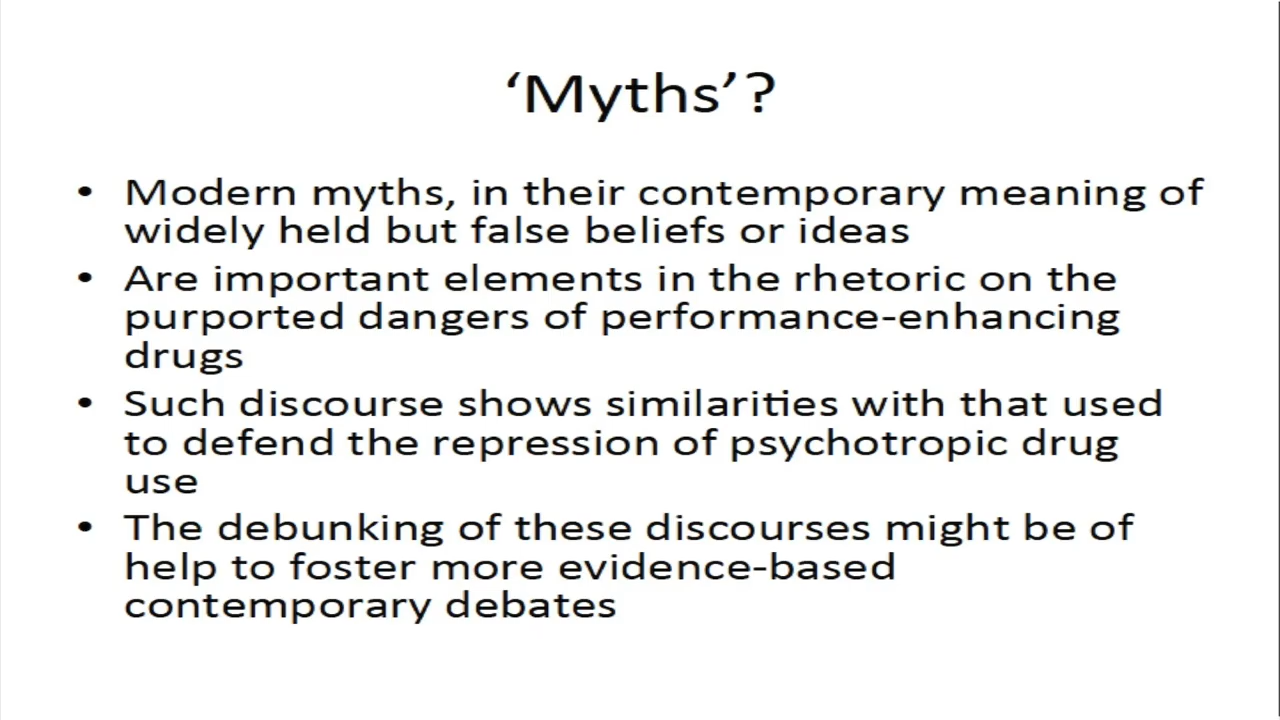 ‘Myths’?
• Modern myths, in their contemporary meaning of
widely held but false beliefs or ideas
• Are important elements in the rhetoric on the
purported dangers of performance-enhancing
drugs
• Such discourse shows similarities with that used
to defend the repression of psychotropic drug
use
• The debunking of these discourses might be of
help to foster more evidence-based
contemporary debates